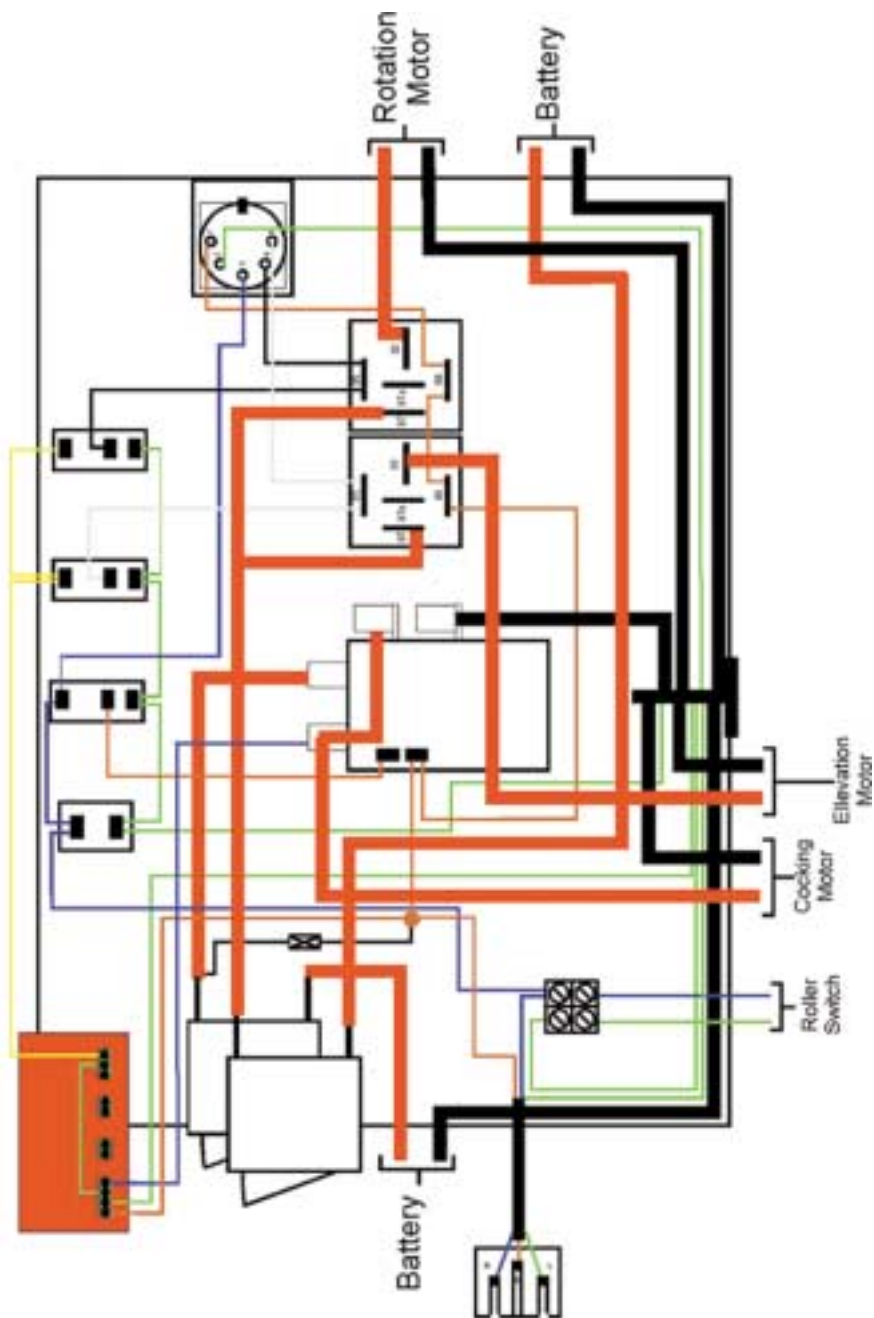 Rotation
Motor
Battery
Ellevation
Motor
Cocking
Motor
Roller
Switch
Battery